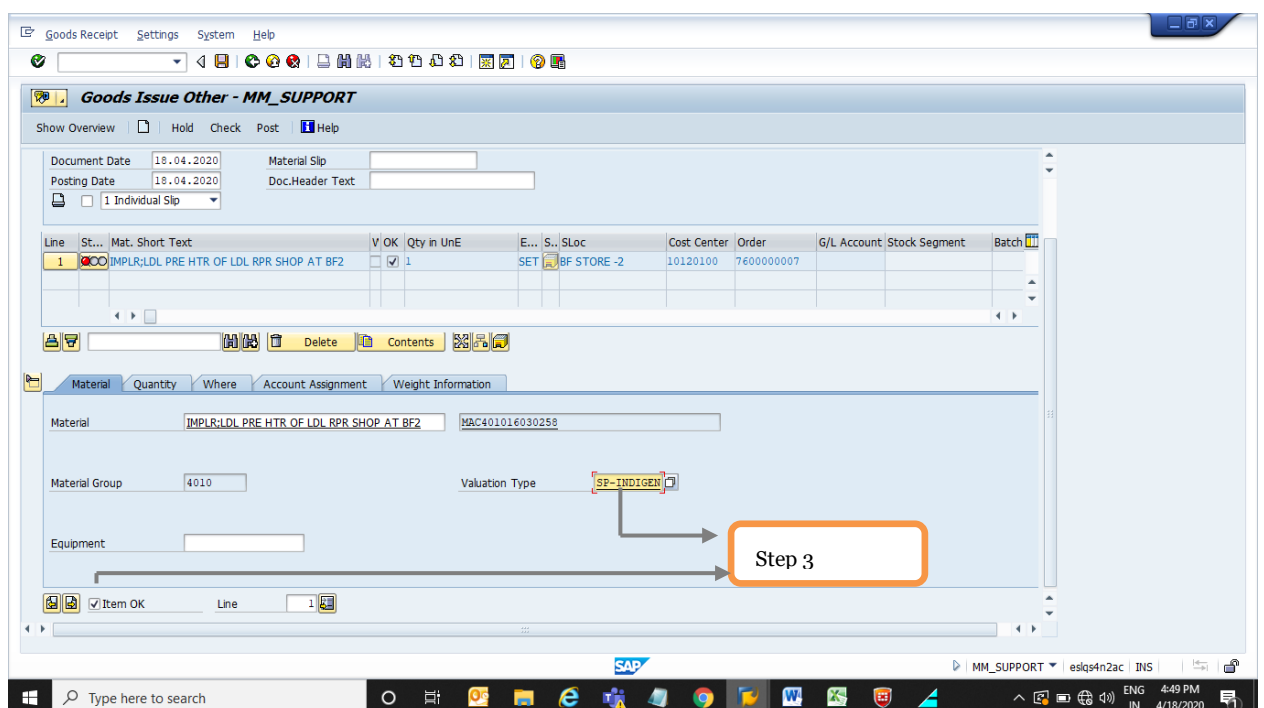 Goods Receipt Settings System Help
Goods Issue Other - MM_SUPPORT
Show Overview Hold Check Post Help
Document Date 18.04.2020 Material Slip
Posting Date 18.04.2020 Doc.Header Text
1 Individual Slip
Line St... Mat. Short Text V OK Qty in UnE E... S.. SLoc Cost Center Order G/L Account Stock Segment Batch
1 IMPLR;LDL PRE HTR OF LDL RPR SHOP AT BF2 1 SET BF STORE -2 10120100 7600000007
Delete Contents
Material Quantity Where Account Assignment Weight Information
Material IMPLR;LDL PRE HTR OF LDL RPR SHOP AT BF2 MAC401016030258
Material Group 4010 Valuation Type SP-INDIGEN
Equipment
Step 3
Item OK Line 1
SAP
MM_SUPPORT eslqs4n2ac INS
Type here to search
ENG 4:49 PM
IN 4/18/2020